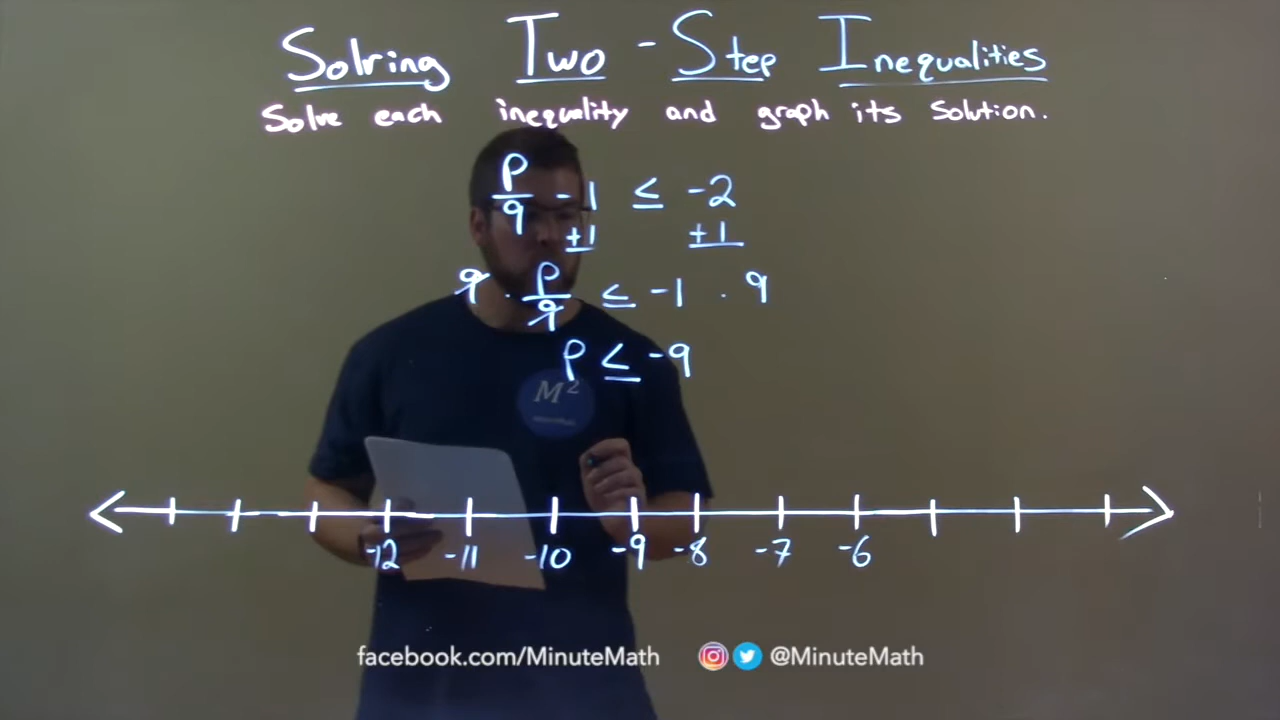 Solving Two-Step Inequalities
Solve each inequality and graph its solution.
p/9 -1 ≤ -2
+1 +1
9 · p/9 ≤ -1 · 9
p ≤ -9
M²
-12 -11 -10 -9 -8 -7 -6
facebook.com/MinuteMath @MinuteMath